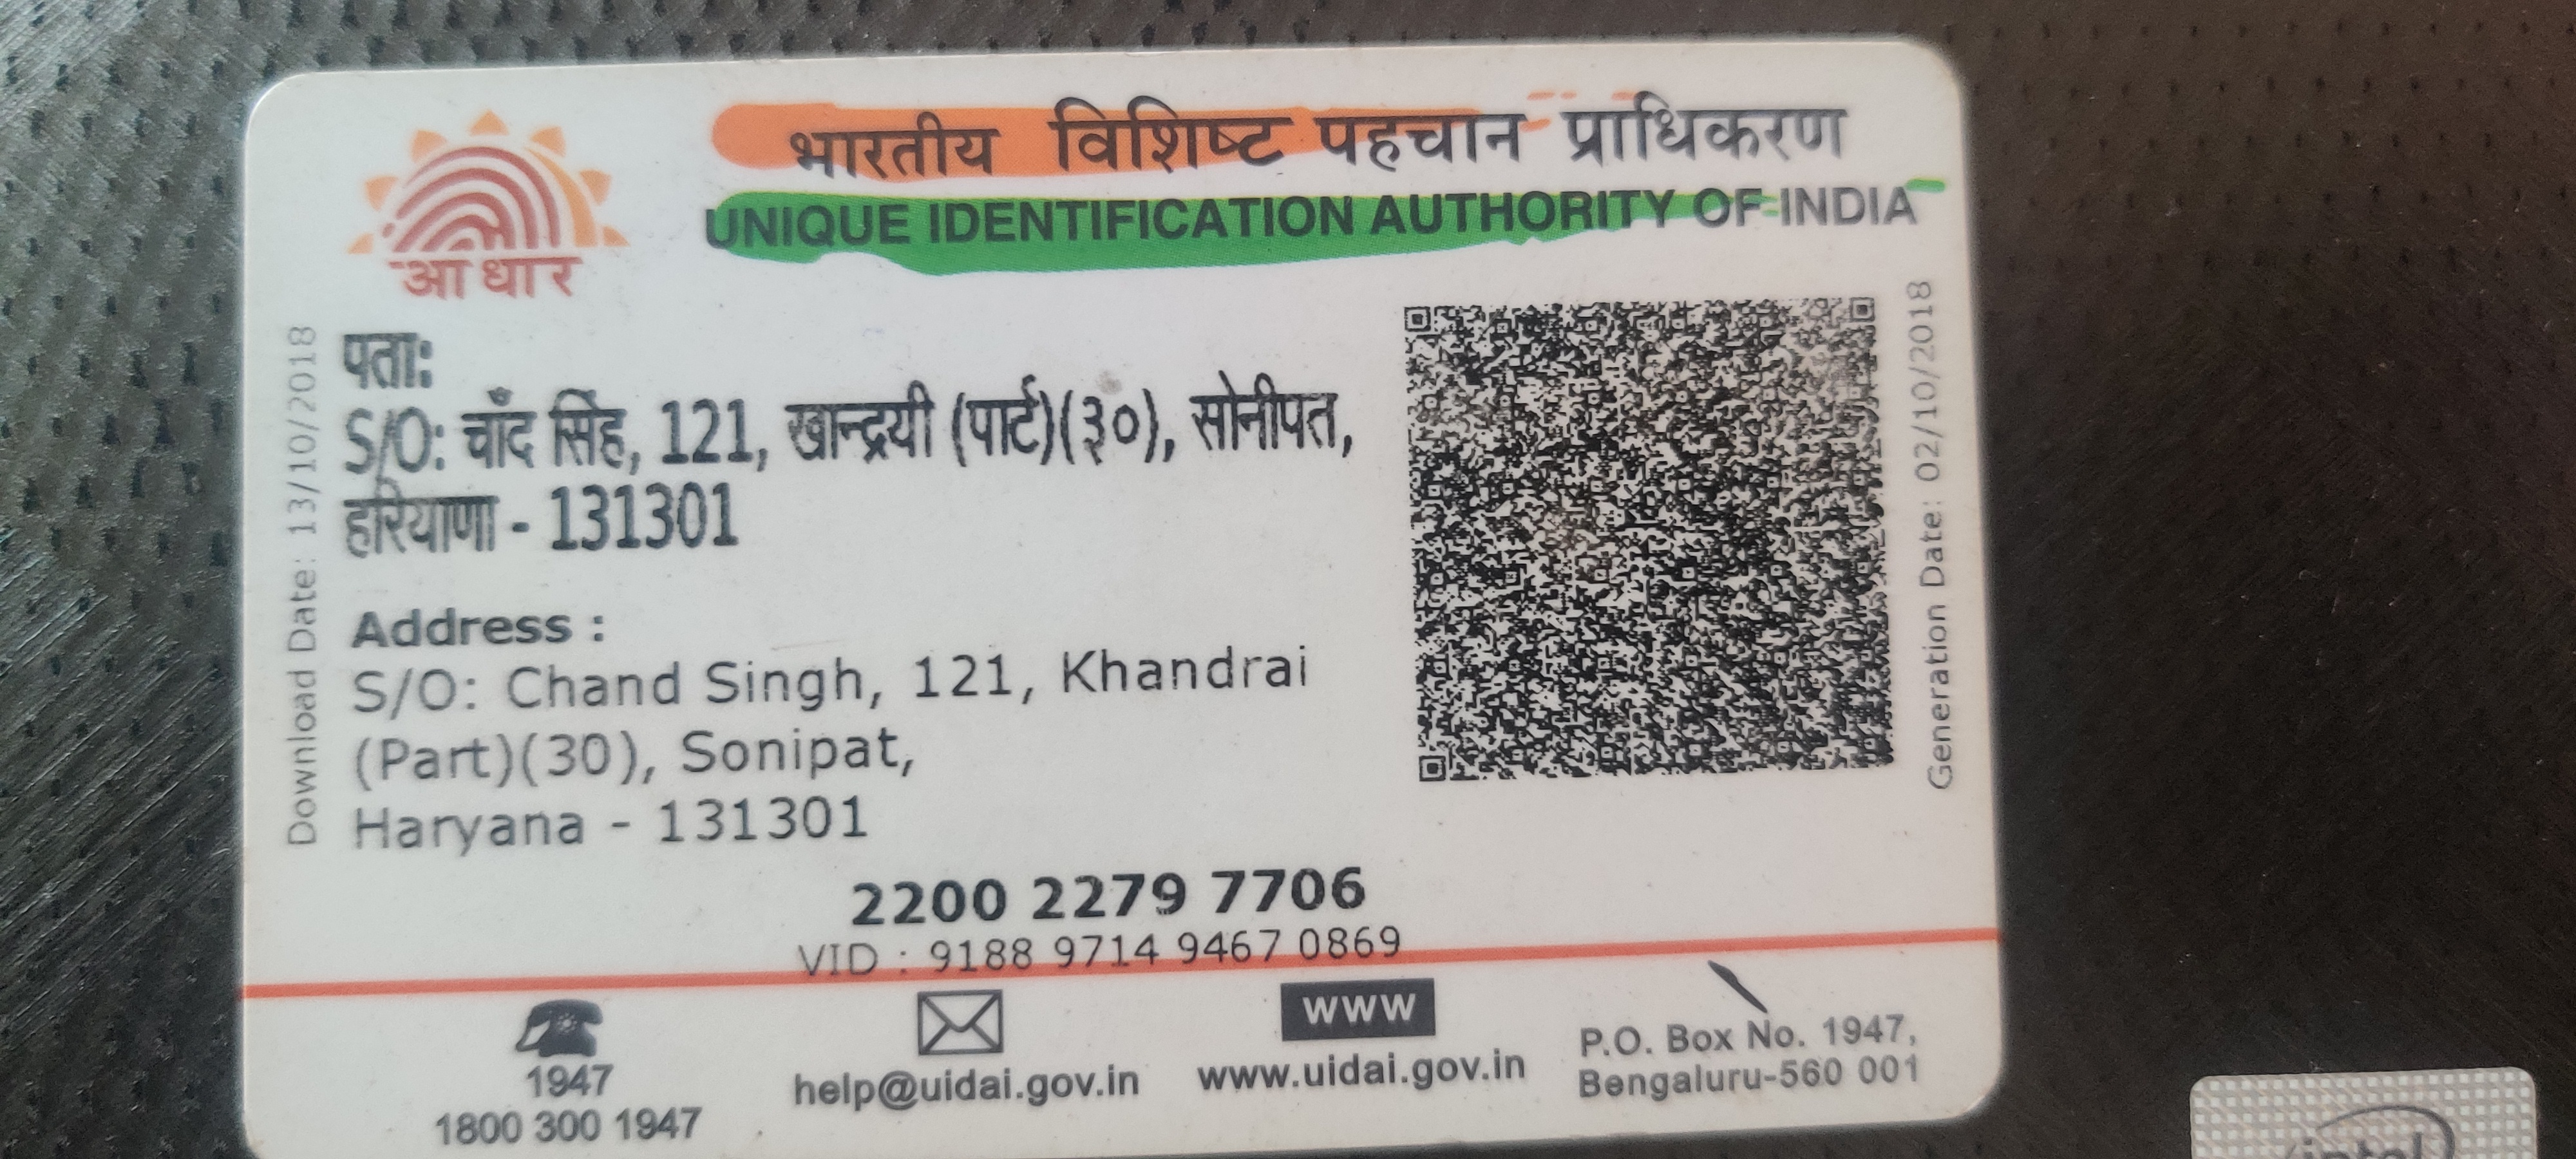 भारतीय विशिष्ट पहचान प्राधिकरण
UNIQUE IDENTIFICATION AUTHORITY OF INDIA
आधार
Download Date: 13/10/2018
पता:
S/O: चाँद सिंह, 121, खान्द्रयी (पार्ट)(३०), सोनीपत,
हरियाणा - 131301
Address :
S/O: Chand Singh, 121, Khandrai
(Part)(30), Sonipat,
Haryana - 131301
Generation Date: 02/10/2018
2200 2279 7706
VID : 9188 9714 9467 0869
1947
1800 300 1947
help@uidai.gov.in
www
www.uidai.gov.in
P.O. Box No. 1947,
Bengaluru-560 001
intel